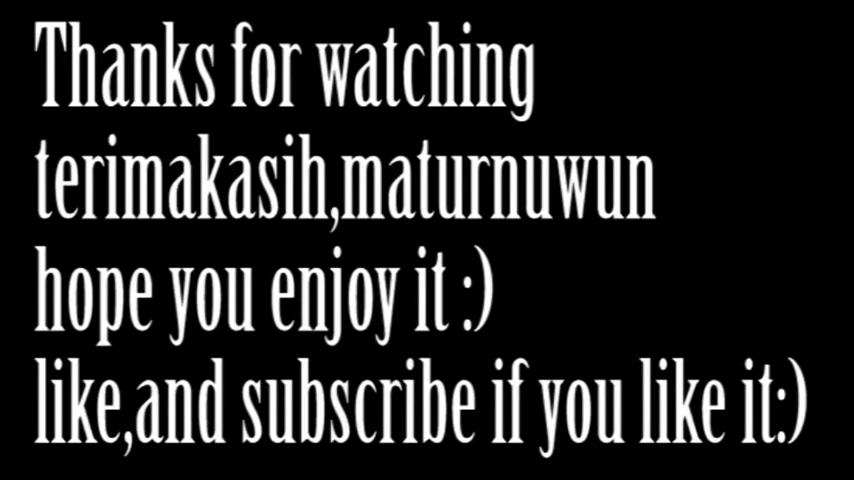 Thanks for watching
terimakasih,maturnuwun
hope you enjoy it :)
like,and subscribe if you like it:)